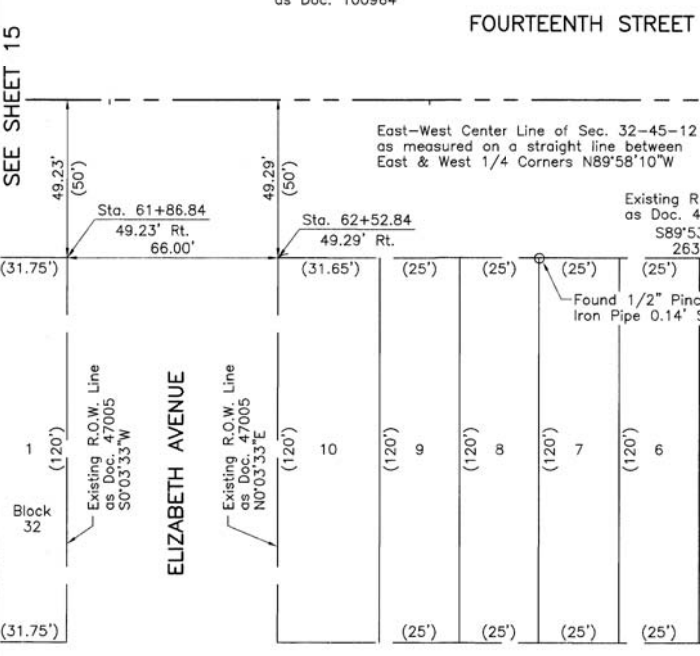 as Doc. 100964
FOURTEENTH STREET
SEE SHEET 15
49.23'
(50')
49.29'
(50')
East-West Center Line of Sec. 32-45-12
as measured on a straight line between
East & West 1/4 Corners N89°58'10"W
Sta. 61+86.84
49.23' Rt.
66.00'
Sta. 62+52.84
49.29' Rt.
Existing R
as Doc. 4
S89°53
263
(31.75')
(31.65')
(25')
(25')
(25')
(25')
Found 1/2" Pinc
Iron Pipe 0.14' S
1
(120')
Block
32
Existing R.O.W. Line
as Doc. 47005
S0°03'33"W
ELIZABETH AVENUE
Existing R.O.W. Line
as Doc. 47005
N0°03'33"E
(120')
10
(120')
9
(120')
8
(120')
7
(120')
6
(31.75')
(25')
(25')
(25')
(25')